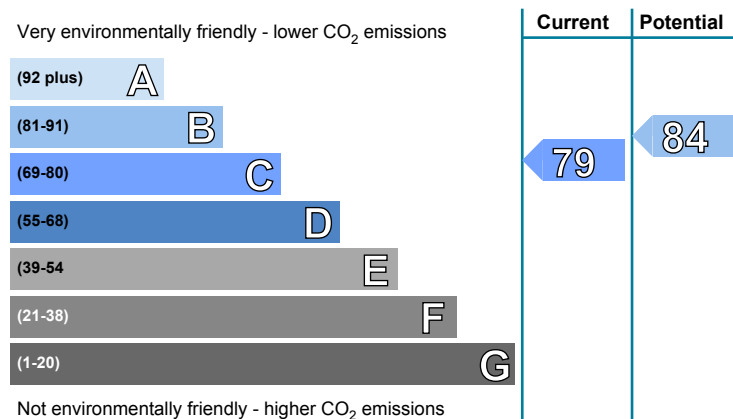 Very environmentally friendly - lower CO₂ emissions
Current
Potential
(92 plus) A
(81-91) B
(69-80) C
(55-68) D
(39-54 E
(21-38) F
(1-20) G
79
84
Not environmentally friendly - higher CO₂ emissions